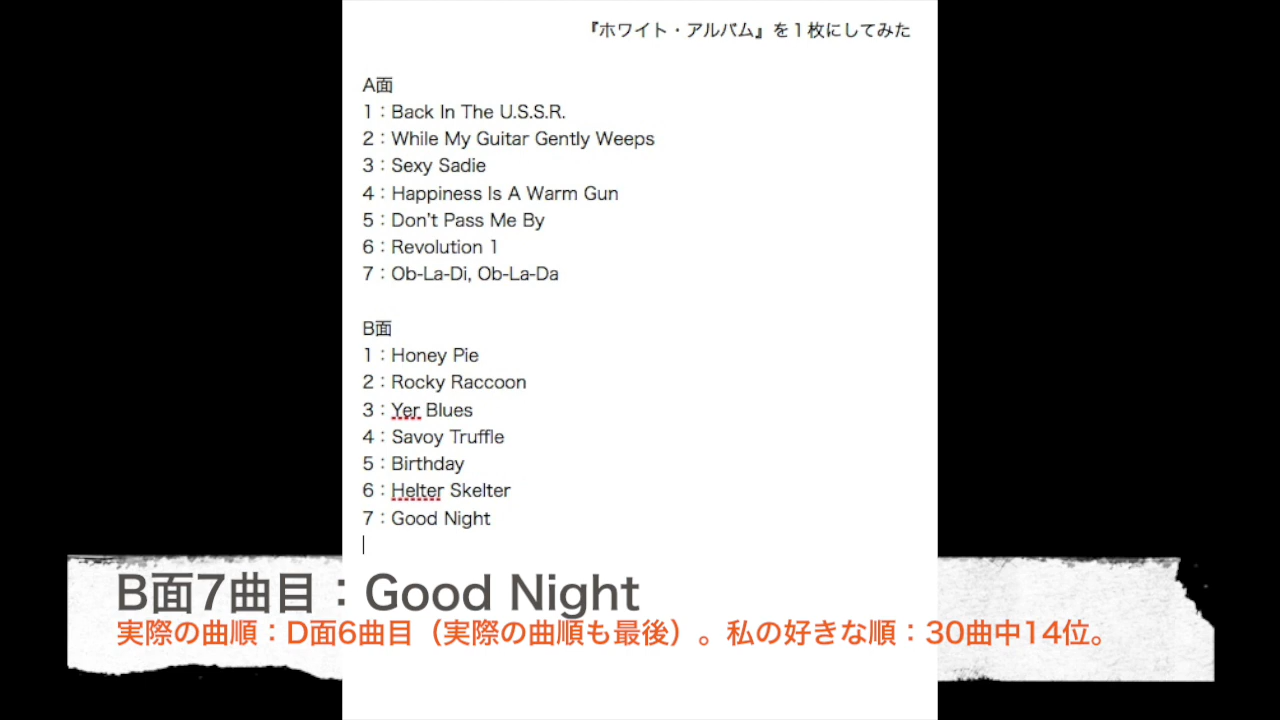 『ホワイト・アルバム』を１枚にしてみた
A面
1：Back In The U.S.S.R.
2：While My Guitar Gently Weeps
3：Sexy Sadie
4：Happiness Is A Warm Gun
5：Don't Pass Me By
6：Revolution 1
7：Ob-La-Di, Ob-La-Da
B面
1：Honey Pie
2：Rocky Raccoon
3：Yer Blues
4：Savoy Truffle
5：Birthday
6：Helter Skelter
7：Good Night
B面7曲目：Good Night
実際の曲順：D面6曲目（実際の曲順も最後）。私の好きな順：30曲中14位。